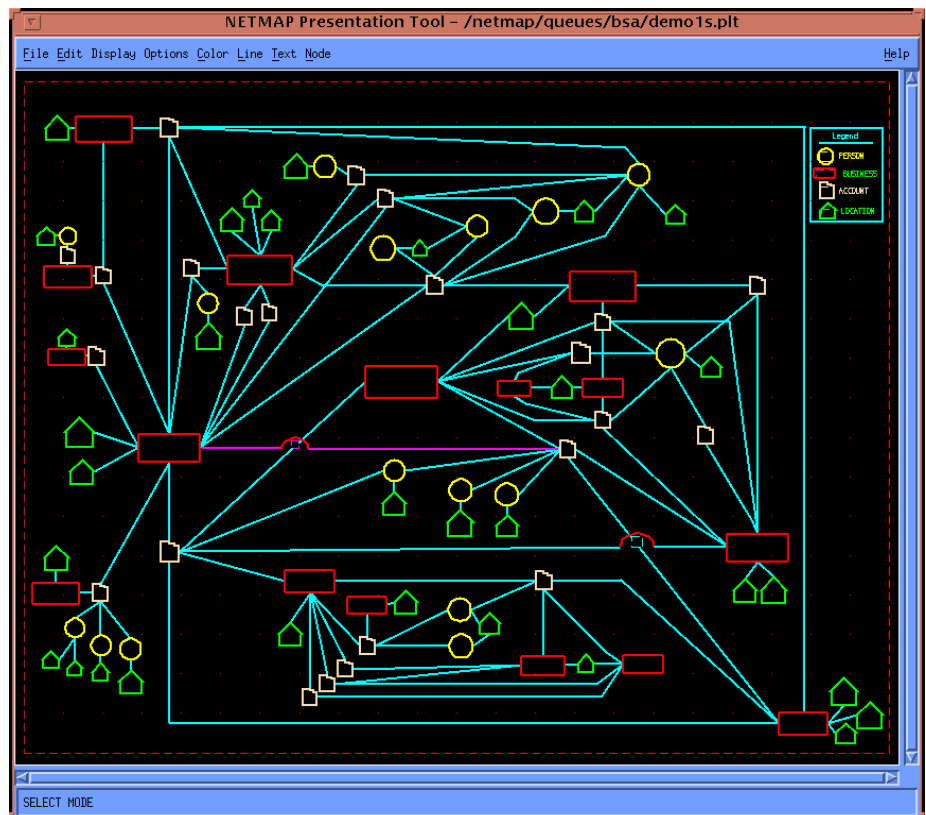 NETMAP Presentation Tool - /netmap/queues/bsa/demo1s.plt
File Edit Display Options Color Line Text Node Help
Legend
PERSON
BUSINESS
ACCOUNT
LOCATION
SELECT MODE